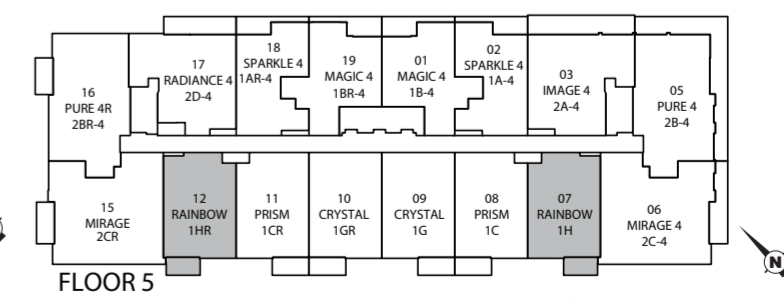 16
PURE 4R
2BR-4
17
RADIANCE 4
2D-4
18
SPARKLE 4
1AR-4
19
MAGIC 4
1BR-4
01
MAGIC 4
1B-4
02
SPARKLE 4
1A-4
03
IMAGE 4
2A-4
05
PURE 4
2B-4
15
MIRAGE
2CR
12
RAINBOW
1HR
11
PRISM
1CR
10
CRYSTAL
1GR
09
CRYSTAL
1G
08
PRISM
1C
07
RAINBOW
1H
06
MIRAGE 4
2C-4
N
FLOOR 5